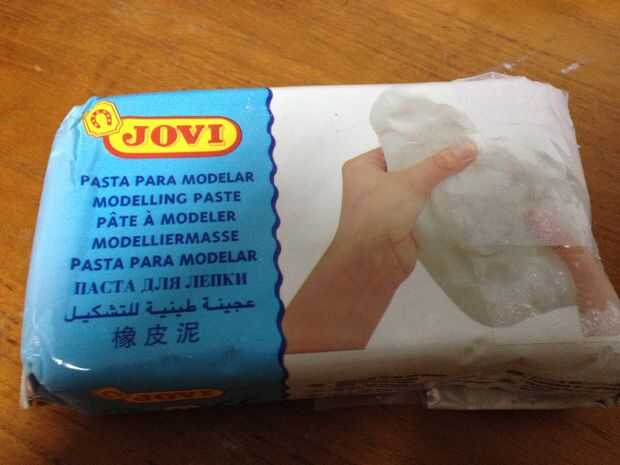 JOVI
PASTA PARA MODELAR
MODELLING PASTE
PÂTE À MODELER
MODELLIERMASSE
PASTA PARA MODELAR
ПАСТА ДЛЯ ЛЕПКИ
عجينة طينية للتشكيل
橡皮泥
JOVI